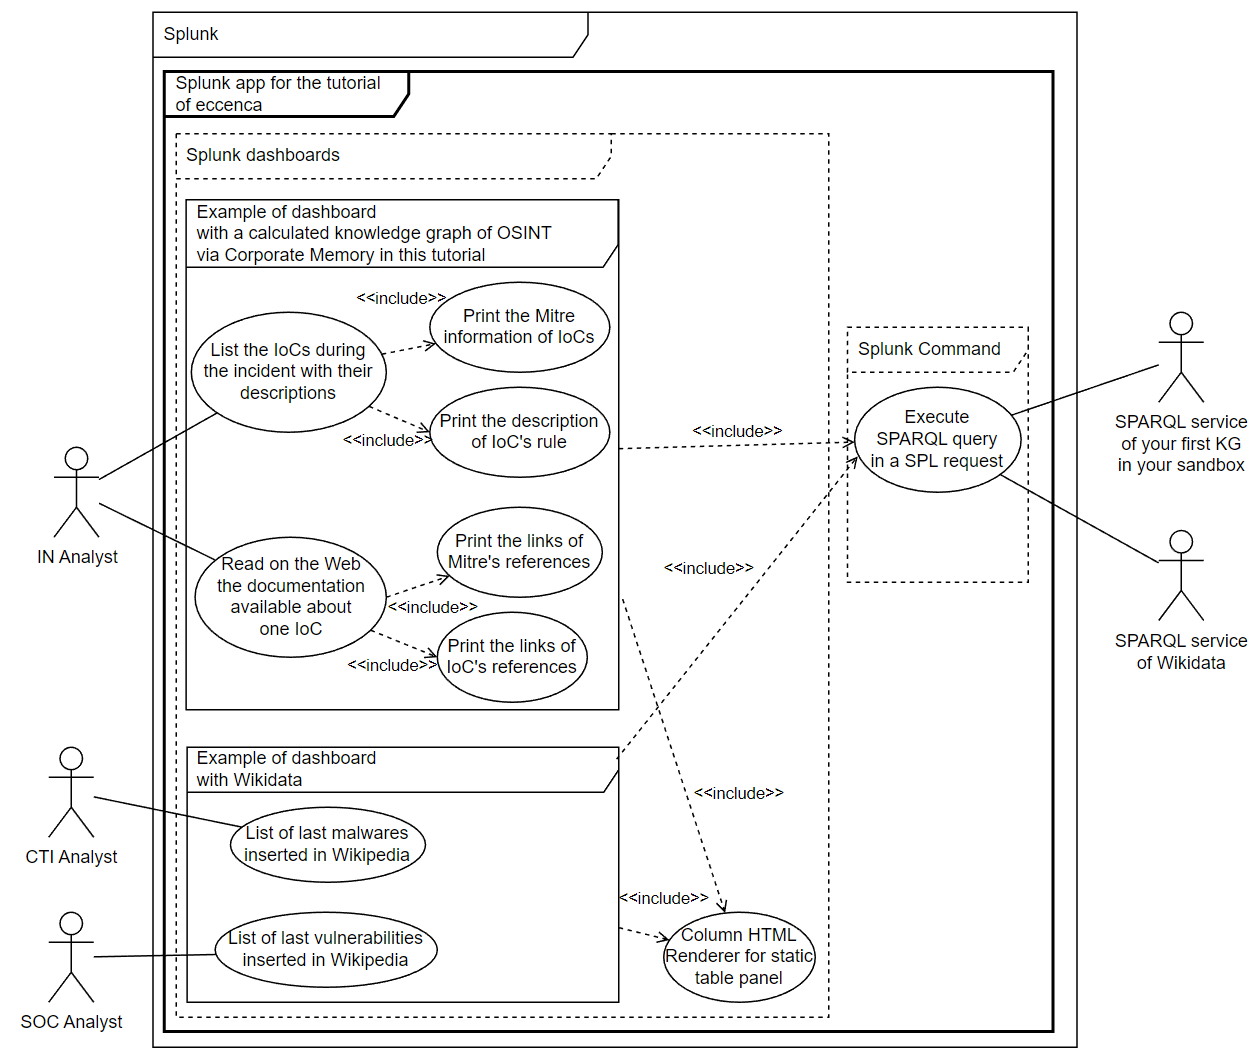 Splunk
Splunk app for the tutorial
of eccenca
Splunk dashboards
Example of dashboard
with a calculated knowledge graph of OSINT
via Corporate Memory in this tutorial
<<include>>
Print the Mitre
information of IoCs
List the IoCs during
the incident with their
descriptions
Print the description
of IoC's rule
<<include>>
<<include>>
Splunk Command
Execute
SPARQL query
in a SPL request
SPARQL service
of your first KG
in your sandbox
IN Analyst
Print the links of
Mitre's references
Read on the Web
the documentation
available about
one IoC
<<include>>
<<include>>
Print the links of
IoC's references
<<include>>
SPARQL service
of Wikidata
Example of dashboard
with Wikidata
<<include>>
List of last malwares
inserted in Wikipedia
CTI Analyst
<<include>>
List of last vulnerabilities
inserted in Wikipedia
Column HTML
Renderer for static
table panel
SOC Analyst